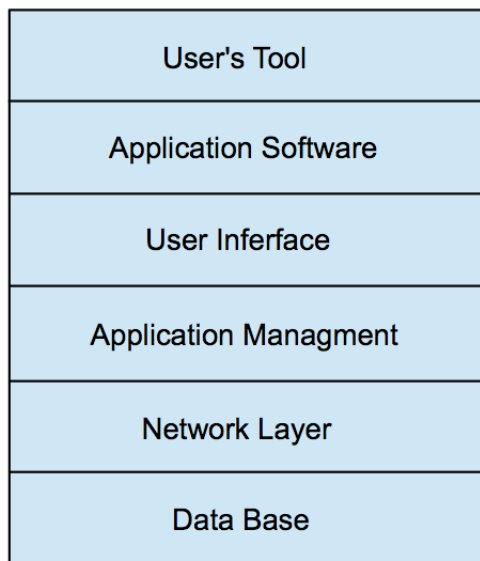 User's Tool
Application Software
User Inferface
Application Managment
Network Layer
Data Base